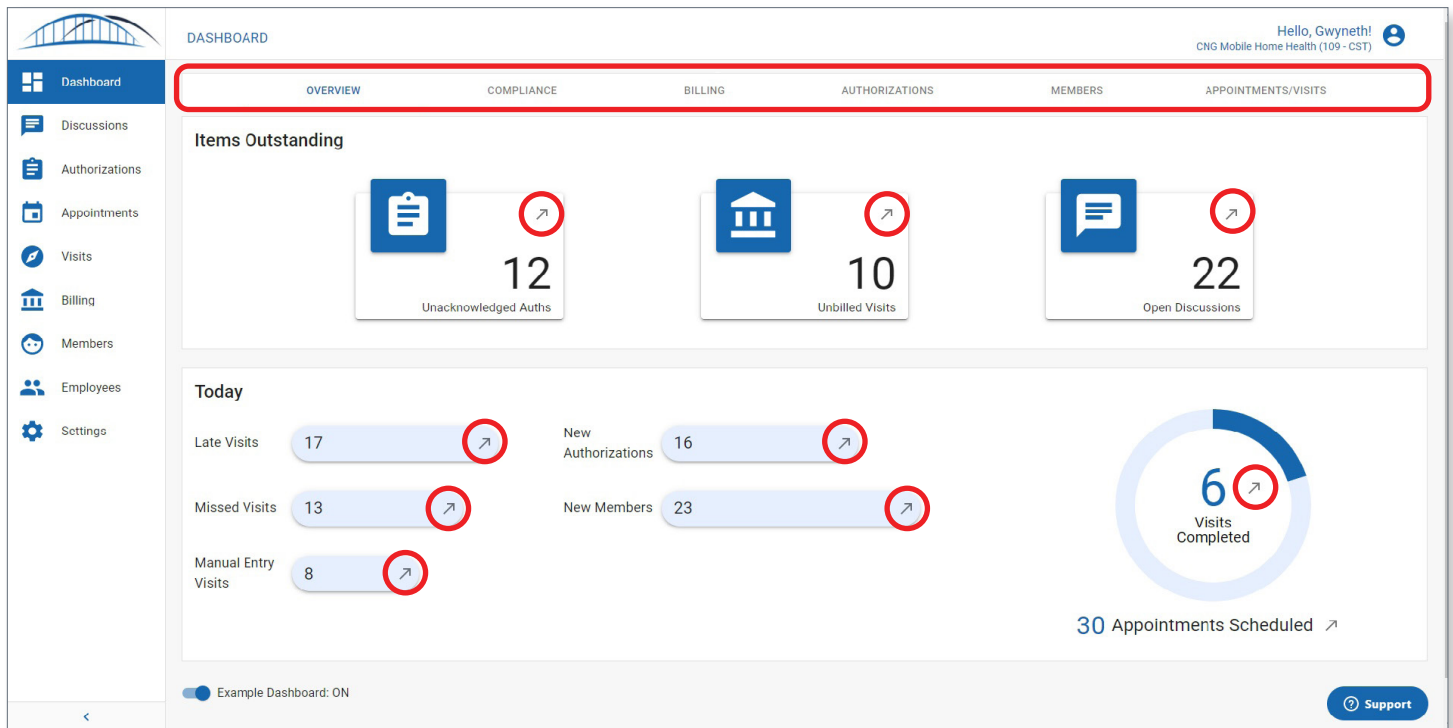 DASHBOARD
Hello, Gwyneth!
CNG Mobile Home Health (109 - CST)
Dashboard
Discussions
Authorizations
Appointments
Visits
Billing
Members
Employees
Settings
OVERVIEW COMPLIANCE BILLING AUTHORIZATIONS MEMBERS APPOINTMENTS/VISITS
Items Outstanding
12
Unacknowledged Auths
10
Unbilled Visits
22
Open Discussions
Today
Late Visits 17
Missed Visits 13
Manual Entry
Visits
8
New
Authorizations
16
New Members 23
6
Visits
Completed
30 Appointments Scheduled
Example Dashboard: ON
Support